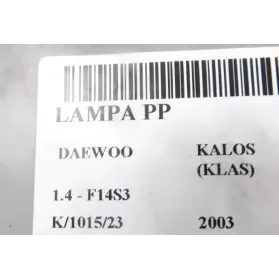 LAMPA PP
DAEWOO KALOS
(KLAS)
1.4 - F14S3
K/1015/23 2003